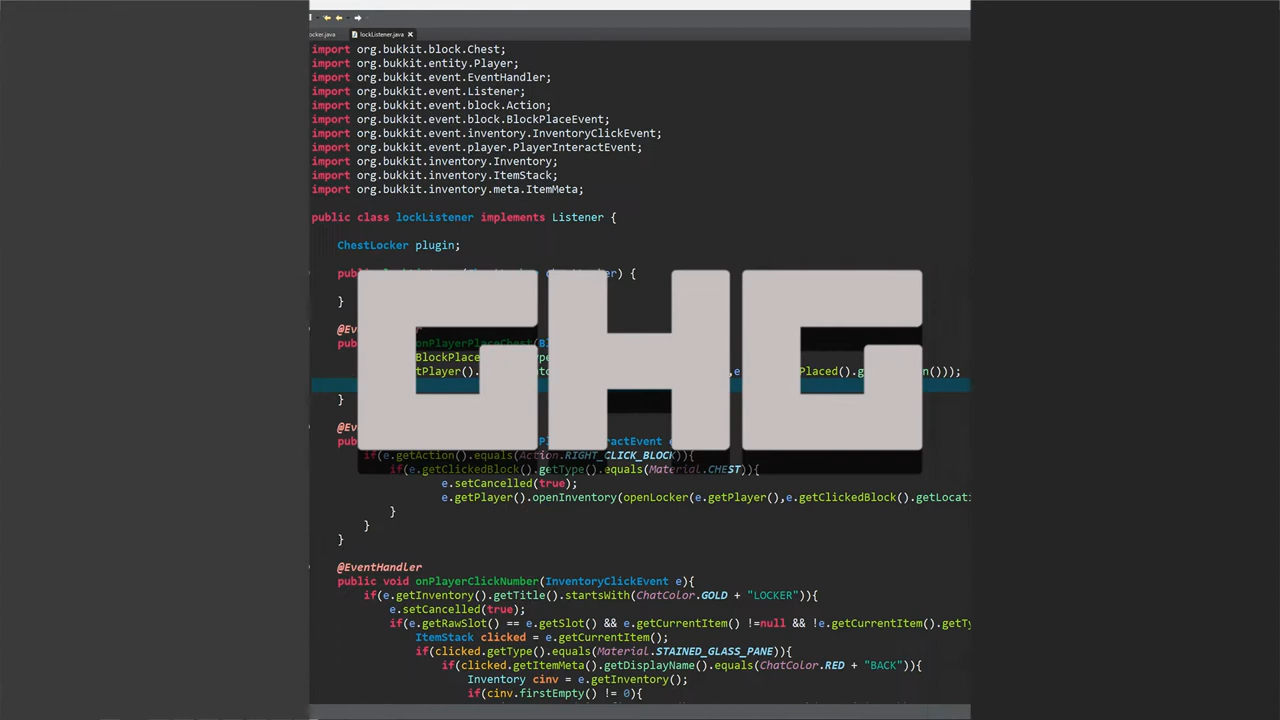 ocker.java lockListener.java
import org.bukkit.block.Chest;
import org.bukkit.entity.Player;
import org.bukkit.event.EventHandler;
import org.bukkit.event.Listener;
import org.bukkit.event.block.Action;
import org.bukkit.event.block.BlockPlaceEvent;
import org.bukkit.event.inventory.InventoryClickEvent;
import org.bukkit.event.player.PlayerInteractEvent;
import org.bukkit.inventory.Inventory;
import org.bukkit.inventory.ItemStack;
import org.bukkit.inventory.meta.ItemMeta;
public class lockListener implements Listener {
ChestLocker plugin;
) {
}
GHG
onPlayerPlaceChest(
BlockPlace
tPlayer(). ,e Placed().g n()));
}
if(e.getAction().equals(Action.RIGHT_CLICK_BLOCK)){
if(e.getClickedBlock().getType().equals(Material.CHEST)){
e.setCancelled(true);
e.getPlayer().openInventory(openLocker(e.getPlayer(),e.getClickedBlock().getLocati
}
}
}
@EventHandler
public void onPlayerClickNumber(InventoryClickEvent e){
if(e.getInventory().getTitle().startsWith(ChatColor.GOLD + "LOCKER")){
e.setCancelled(true);
if(e.getRawSlot() == e.getSlot() && e.getCurrentItem() !=null && !e.getCurrentItem().getTy
ItemStack clicked = e.getCurrentItem();
if(clicked.getType().equals(Material.STAINED_GLASS_PANE)){
if(clicked.getItemMeta().getDisplayName().equals(ChatColor.RED + "BACK")){
Inventory cinv = e.getInventory();
if(cinv.firstEmpty() != 0){